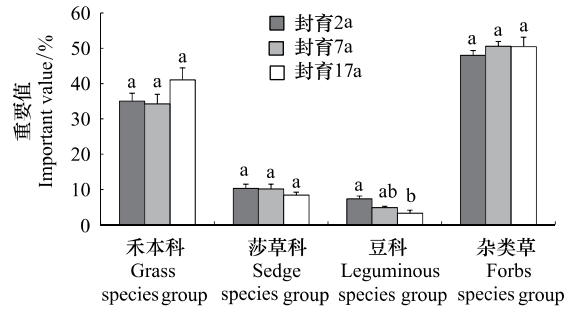 重要值
Important value/%
60
50
40
30
20
10
0
封育2a
封育7a
封育17a
a a a
a a a
a ab b
a a a
禾本科 莎草科 豆科 杂类草
Grass Sedge Leguminous Forbs
species group species group species group species group